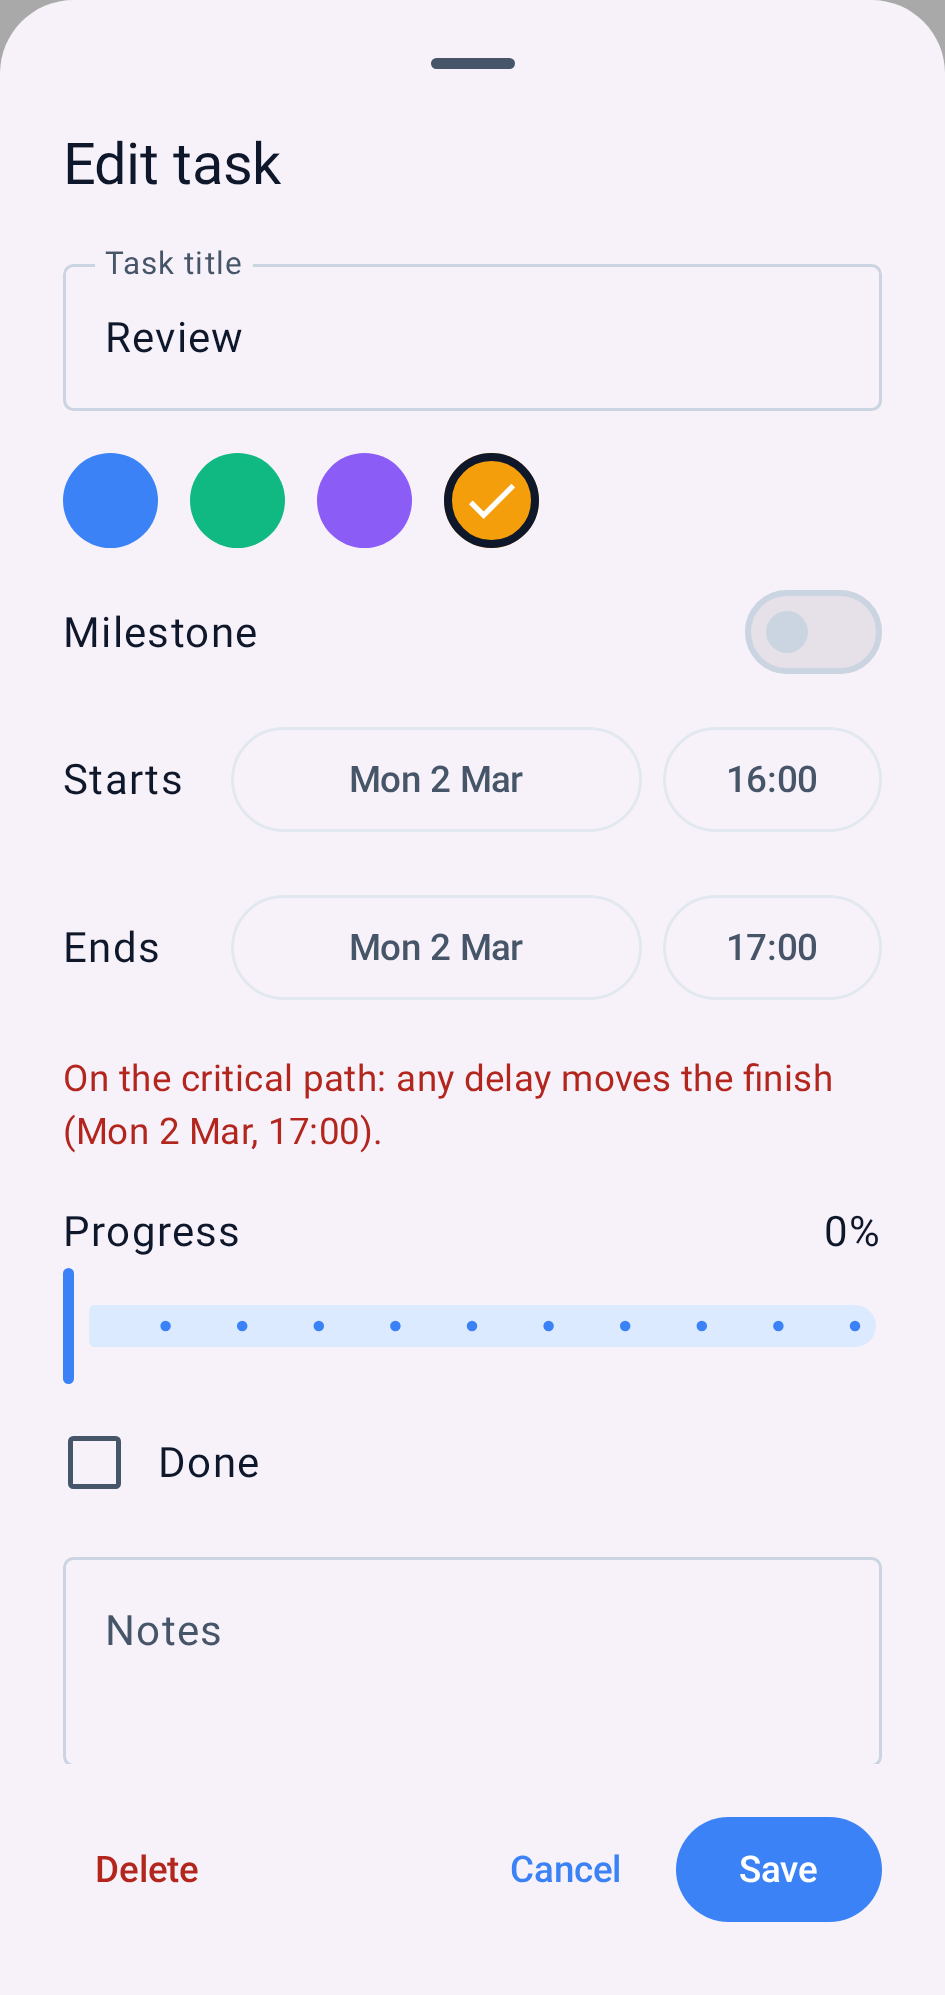 Edit task
Task title
Review
Milestone
Starts Mon 2 Mar 16:00
Ends Mon 2 Mar 17:00
On the critical path: any delay moves the finish
(Mon 2 Mar, 17:00).
Progress 0%
Done
Notes
Delete Cancel Save